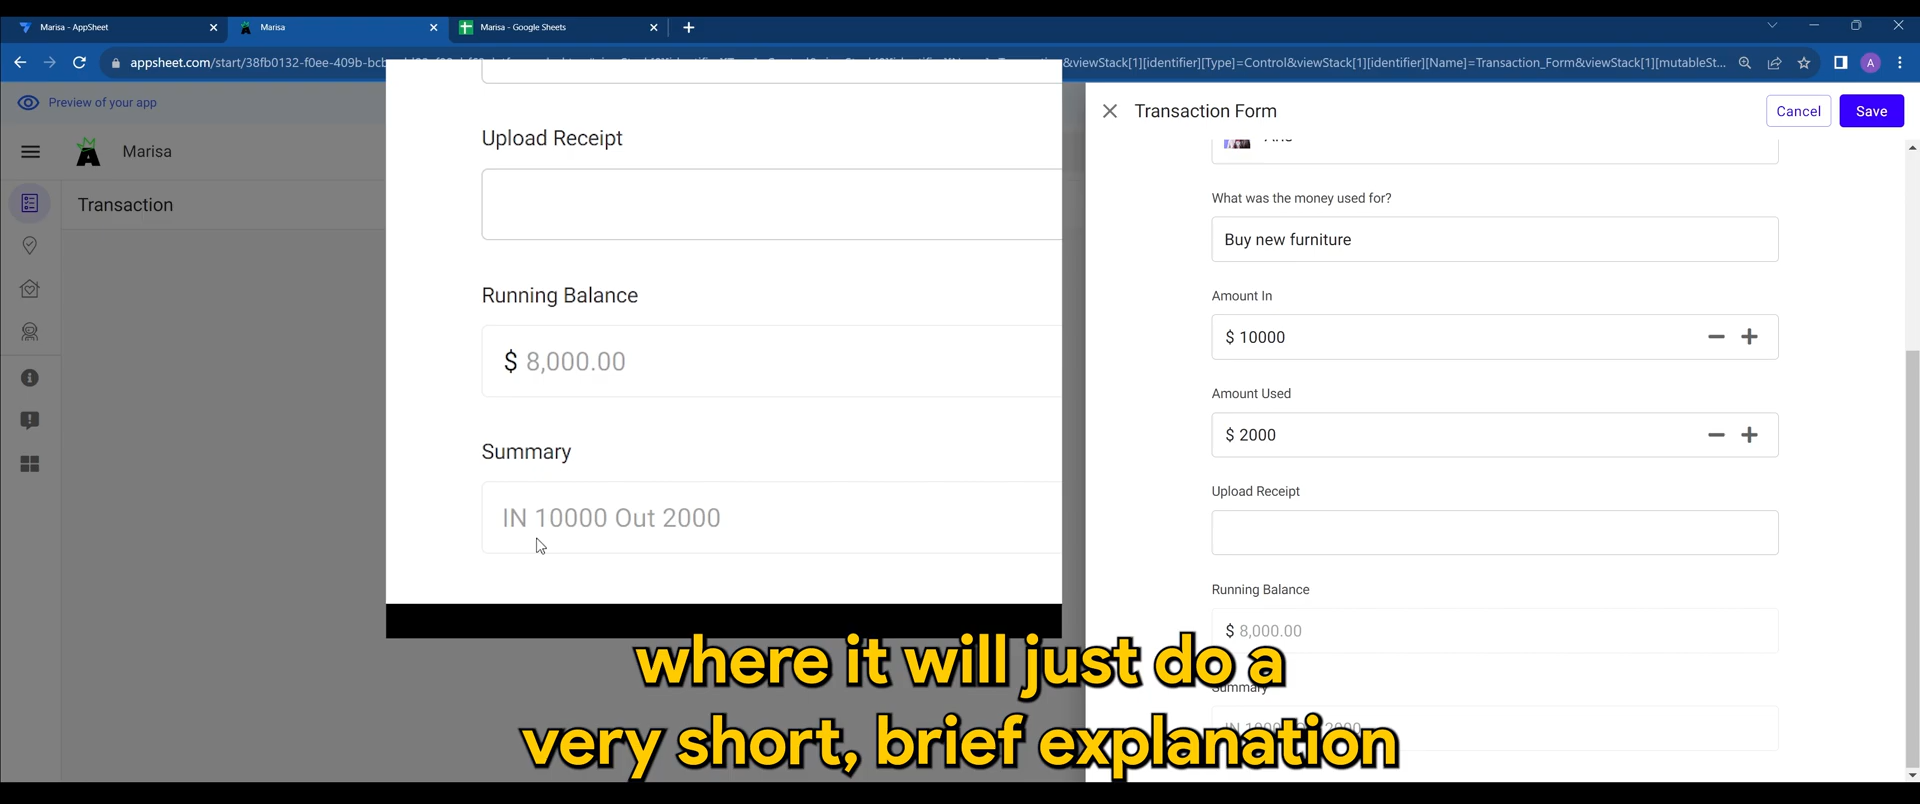 Marisa - AppSheet
Marisa
Marisa - Google Sheets
appsheet.com/start/38fb0132-f0ee-409b-bcb
&viewStack[1][identifier][Type]=Control&viewStack[1][identifier][Name]=Transaction_Form&viewStack[1][mutableSt...
A
Preview of your app
Marisa
Transaction
Upload Receipt
Running Balance
$ 8,000.00
Summary
IN 10000 Out 2000
Transaction Form
Cancel
Save
What was the money used for?
Buy new furniture
Amount In
$ 10000
Amount Used
$ 2000
Upload Receipt
Running Balance
$ 8,000.00
Summary
where it will just do a
very short, brief explanation